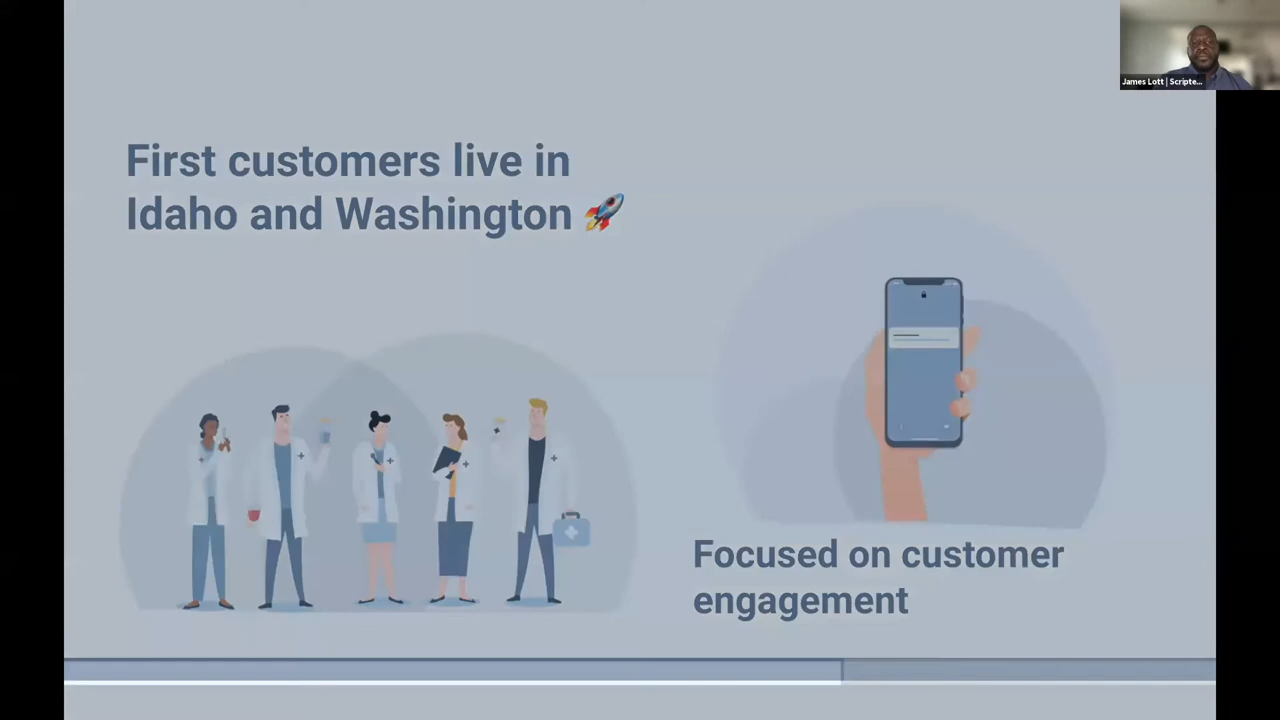 James Lott | Scripte...
First customers live in
Idaho and Washington 🚀
Focused on customer
engagement